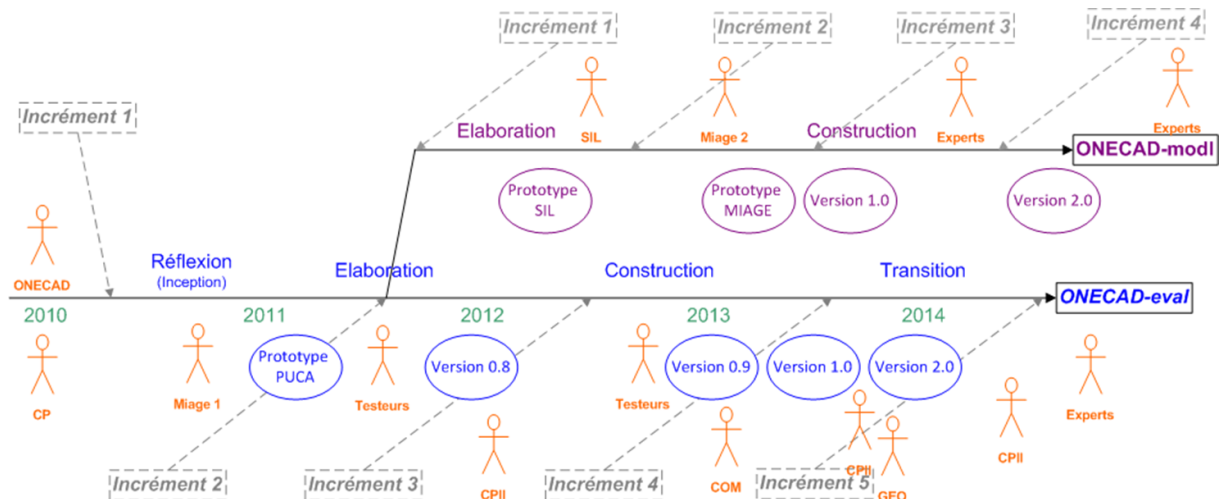 Incrément 1
Incrément 2
Incrément 3
Incrément 4
Incrément 1
Elaboration
SIL
Miage 2
Construction
Experts
Experts
ONECAD-modl
Prototype
SIL
Prototype
MIAGE
Version 1.0
Version 2.0
ONECAD
Réflexion
(Inception)
Elaboration
Construction
Transition
ONECAD-eval
2010
2011
2012
2013
2014
Prototype
PUCA
Version 0.8
Version 0.9
Version 1.0
Version 2.0
CP
Miage 1
Testeurs
Testeurs
Experts
CPII
Incrément 2
Incrément 3
CPII
Incrément 4
COM
CPII
Incrément 5
GEO